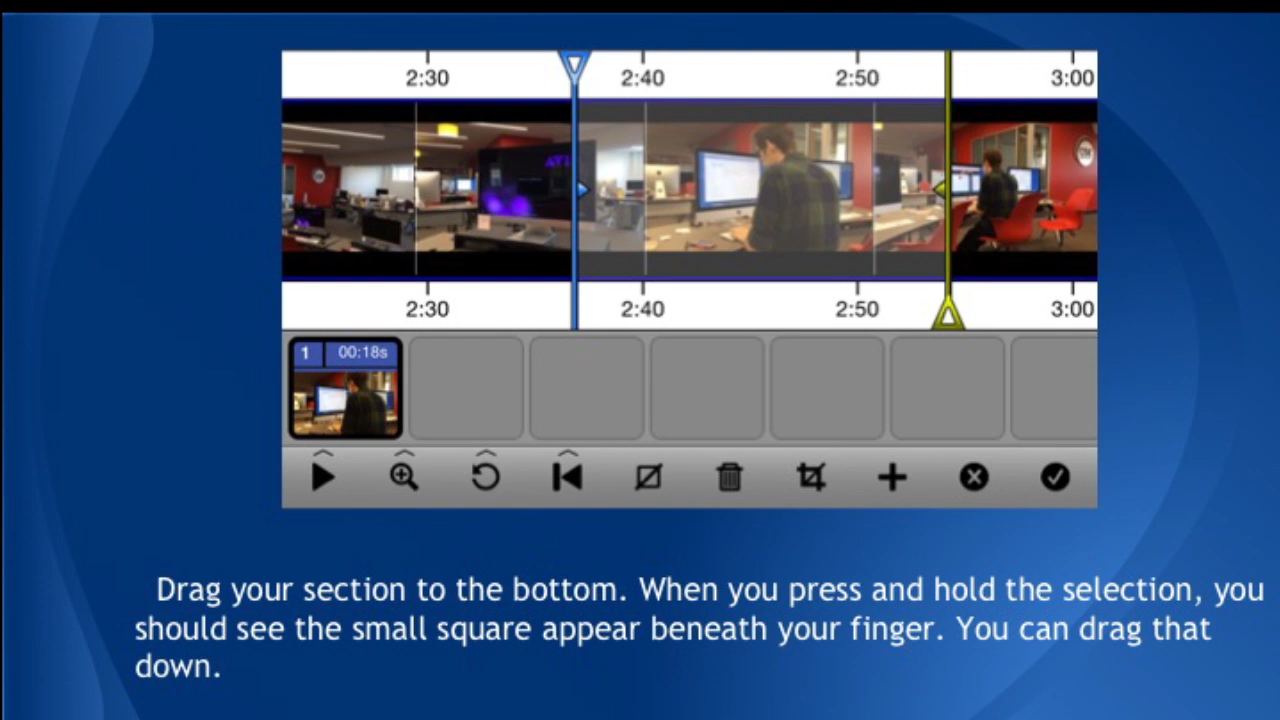 2:30 2:40 2:50 3:00
2:30 2:40 2:50 3:00
1 00:18s
Drag your section to the bottom. When you press and hold the selection, you
should see the small square appear beneath your finger. You can drag that
down.